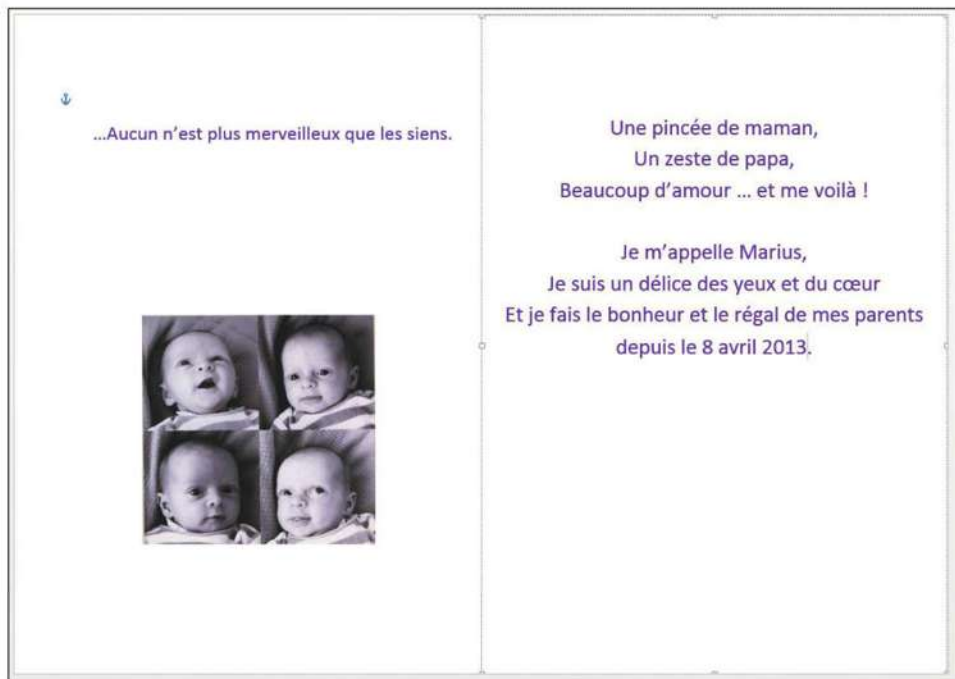 ...Aucun n’est plus merveilleux que les siens.
Une pincée de maman,
Un zeste de papa,
Beaucoup d’amour ... et me voilà !
Je m’appelle Marius,
Je suis un délice des yeux et du cœur
Et je fais le bonheur et le régal de mes parents
depuis le 8 avril 2013.